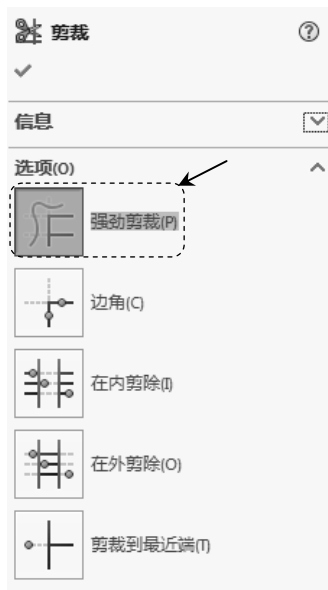 剪裁
信息
选项(O)
强劲剪裁(P)
边角(C)
在内剪除(I)
在外剪除(O)
剪裁到最近端(T)